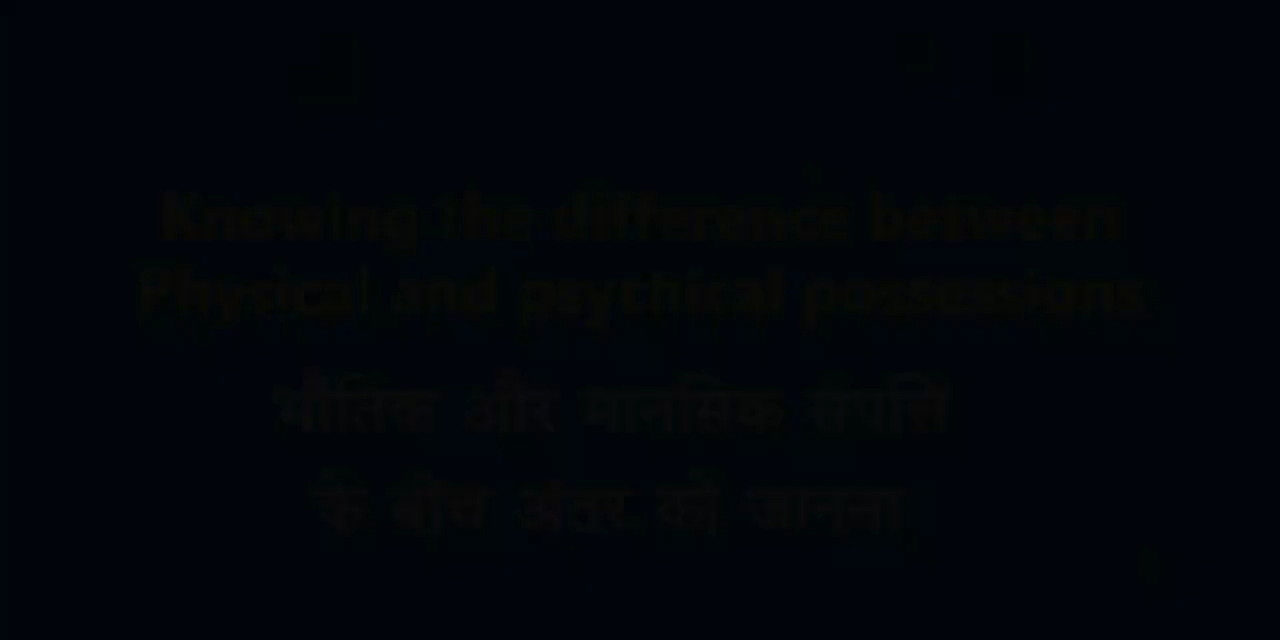 Knowing the difference between
Physical and psychical possessions
भौतिक और मानसिक संपत्ति
के बीच अंतर को जानना